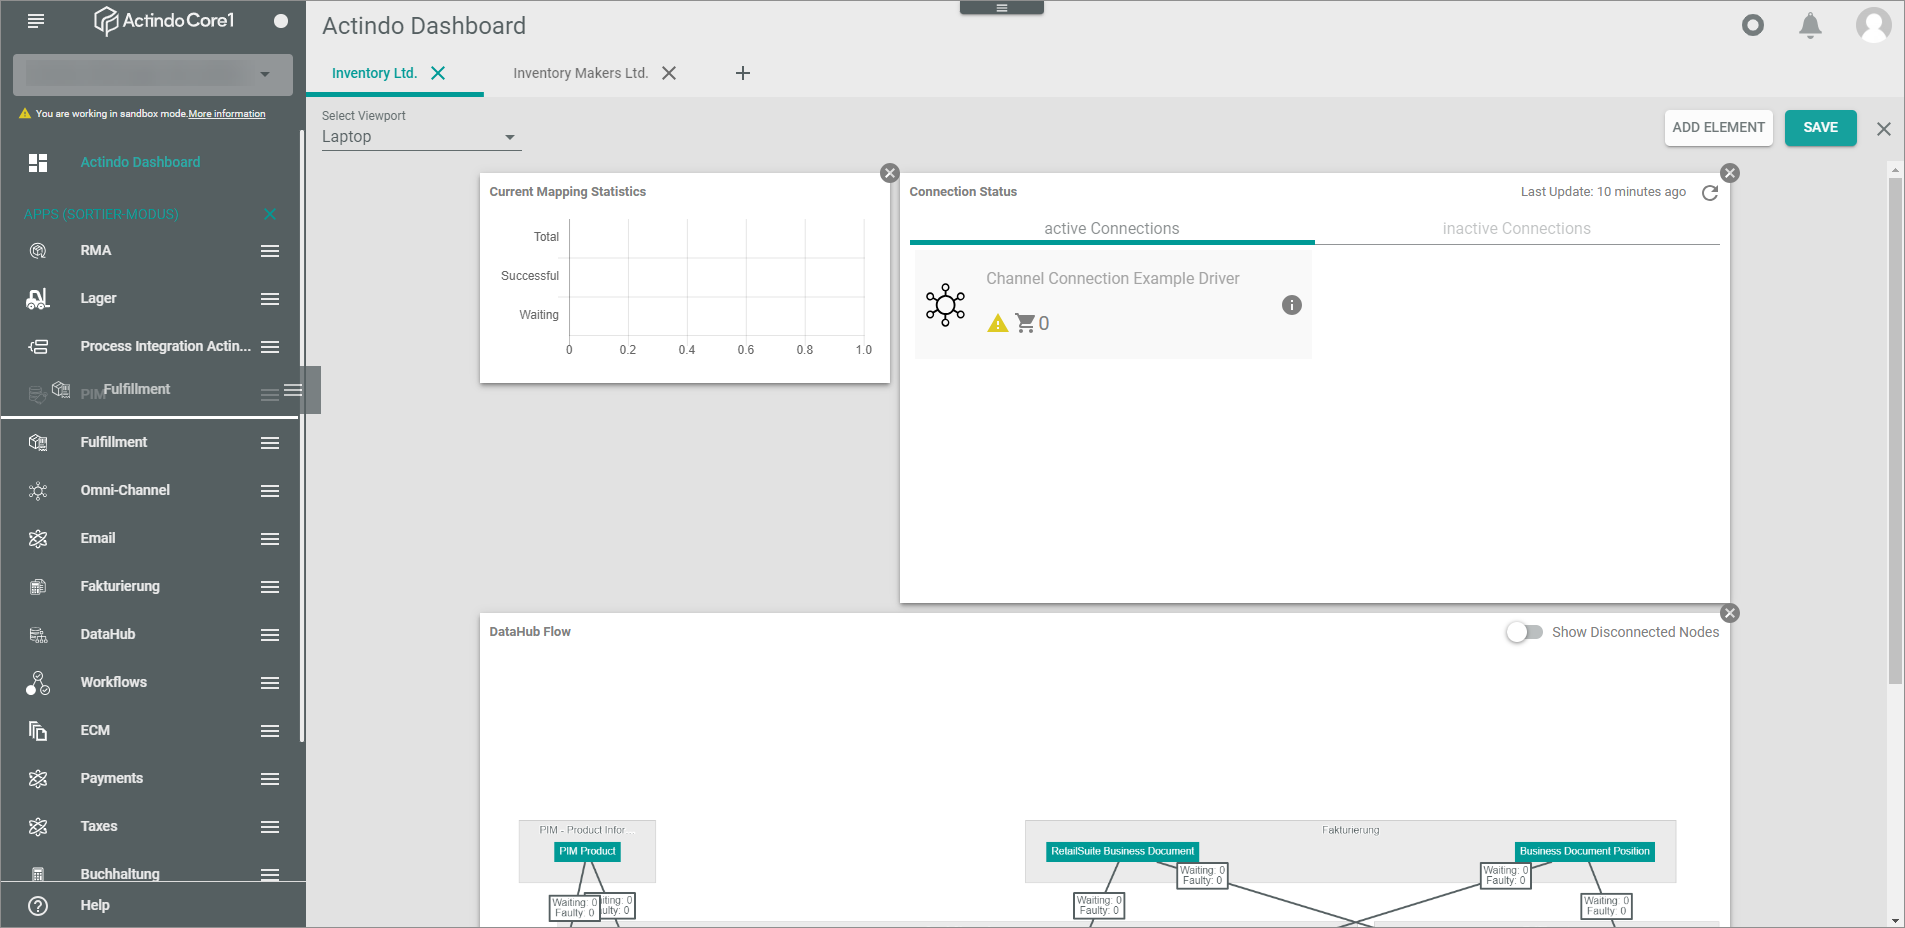 Actindo Core1
You are working in sandbox mode.More information
Actindo Dashboard
APPS (SORTIER-MODUS)
RMA
Lager
Process Integration Actin...
PIM
Fulfillment
Fulfillment
Omni-Channel
Email
Fakturierung
DataHub
Workflows
ECM
Payments
Taxes
Buchhaltung
Help
Actindo Dashboard
Inventory Ltd.
Inventory Makers Ltd.
Select Viewport
Laptop
ADD ELEMENT
SAVE
Current Mapping Statistics
Total
Successful
Waiting
0 0.2 0.4 0.6 0.8 1.0
Connection Status
Last Update: 10 minutes ago
active Connections
inactive Connections
Channel Connection Example Driver
0
DataHub Flow
Show Disconnected Nodes
PIM - Product Infor...
PIM Product
Waiting: 0
Faulty: 0
iting: 0
ulty: 0
Fakturierung
RetailSuite Business Document
Business Document Position
Waiting: 0
Faulty: 0
Waiting: 0
Faulty: 0
Waiting: 0
Faulty: 0
Waiting: 0
Faulty: 0